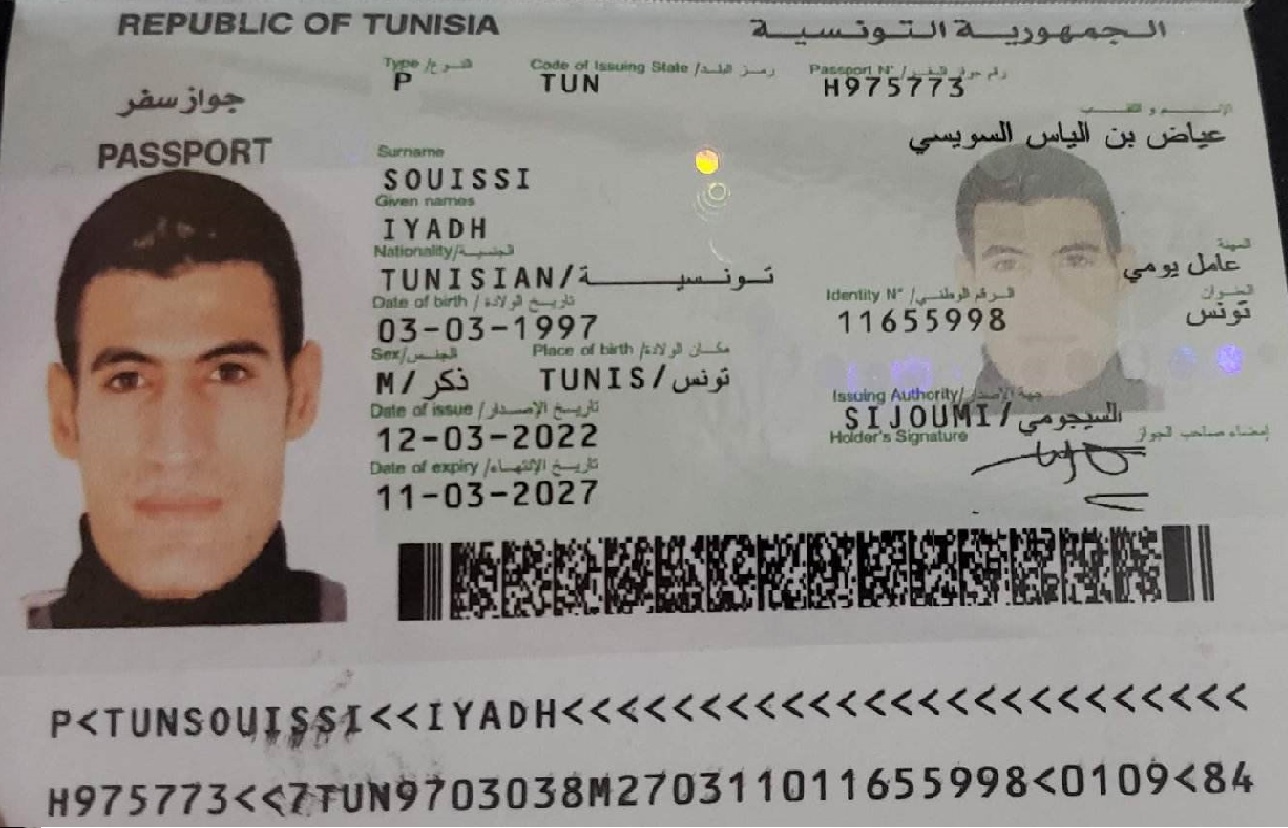 REPUBLIC OF TUNISIA
الجمهورية التونسية
جواز سفر
PASSPORT
Type / النوع
P
Code of Issuing State / رمز البلد
TUN
Passport N° / رقم جواز السفر
H975773
الإسم و اللقب
عياض بن الياس السويسي
Surname
SOUISSI
Given names
IYADH
Nationality/الجنسية
TUNISIAN/تونسية
Date of birth / تاريخ الولادة
03-03-1997
Sex/الجنس
M/ذكر
Place of birth / مكان الولادة
TUNIS/تونس
Date of issue / تاريخ الإصدار
12-03-2022
Date of expiry / تاريخ الإنتهاء
11-03-2027
المهنة
عامل يومي
Identity N° / الرقم الوطني
11655998
العنوان
تونس
Issuing Authority/جهة الإصدار
SIJOUMI/السيجومي
Holder's Signature
إمضاء صاحب الجواز
P<TUNSOUISSI<<IYADH<<<<<<<<<<<<<<<<<<<<<<<<<
H975773<<7TUN9703038M270311011655998<0109<84